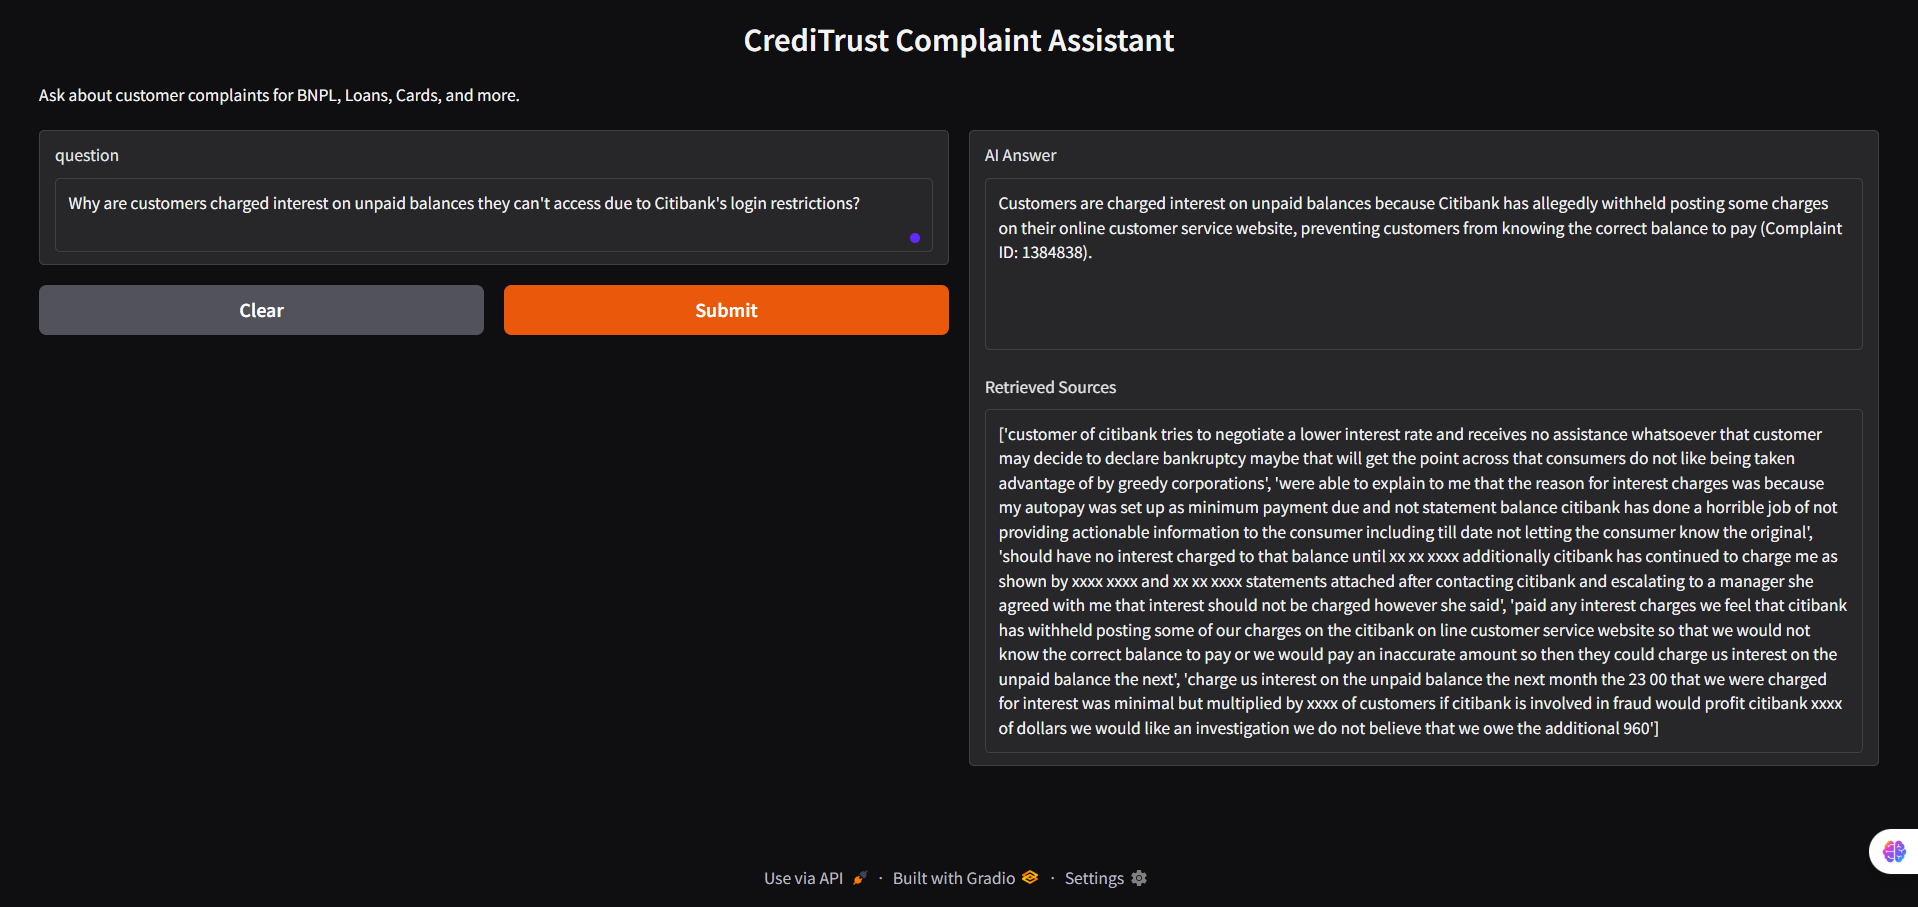 CrediTrust Complaint Assistant
Ask about customer complaints for BNPL, Loans, Cards, and more.
question
Why are customers charged interest on unpaid balances they can't access due to Citibank's login restrictions?
Clear
Submit
AI Answer
Customers are charged interest on unpaid balances because Citibank has allegedly withheld posting some charges
on their online customer service website, preventing customers from knowing the correct balance to pay (Complaint
ID: 1384838).
Retrieved Sources
['customer of citibank tries to negotiate a lower interest rate and receives no assistance whatsoever that customer
may decide to declare bankruptcy maybe that will get the point across that consumers do not like being taken
advantage of by greedy corporations', 'were able to explain to me that the reason for interest charges was because
my autopay was set up as minimum payment due and not statement balance citibank has done a horrible job of not
providing actionable information to the consumer including till date not letting the consumer know the original',
'should have no interest charged to that balance until xx xx xxxx additionally citibank has continued to charge me as
shown by xxxx xxxx and xx xx xxxx statements attached after contacting citibank and escalating to a manager she
agreed with me that interest should not be charged however she said', 'paid any interest charges we feel that citibank
has withheld posting some of our charges on the citibank on line customer service website so that we would not
know the correct balance to pay or we would pay an inaccurate amount so then they could charge us interest on the
unpaid balance the next', 'charge us interest on the unpaid balance the next month the 23 00 that we were charged
for interest was minimal but multiplied by xxxx of customers if citibank is involved in fraud would profit citibank xxxx
of dollars we would like an investigation we do not believe that we owe the additional 960']
Use via API · Built with Gradio · Settings